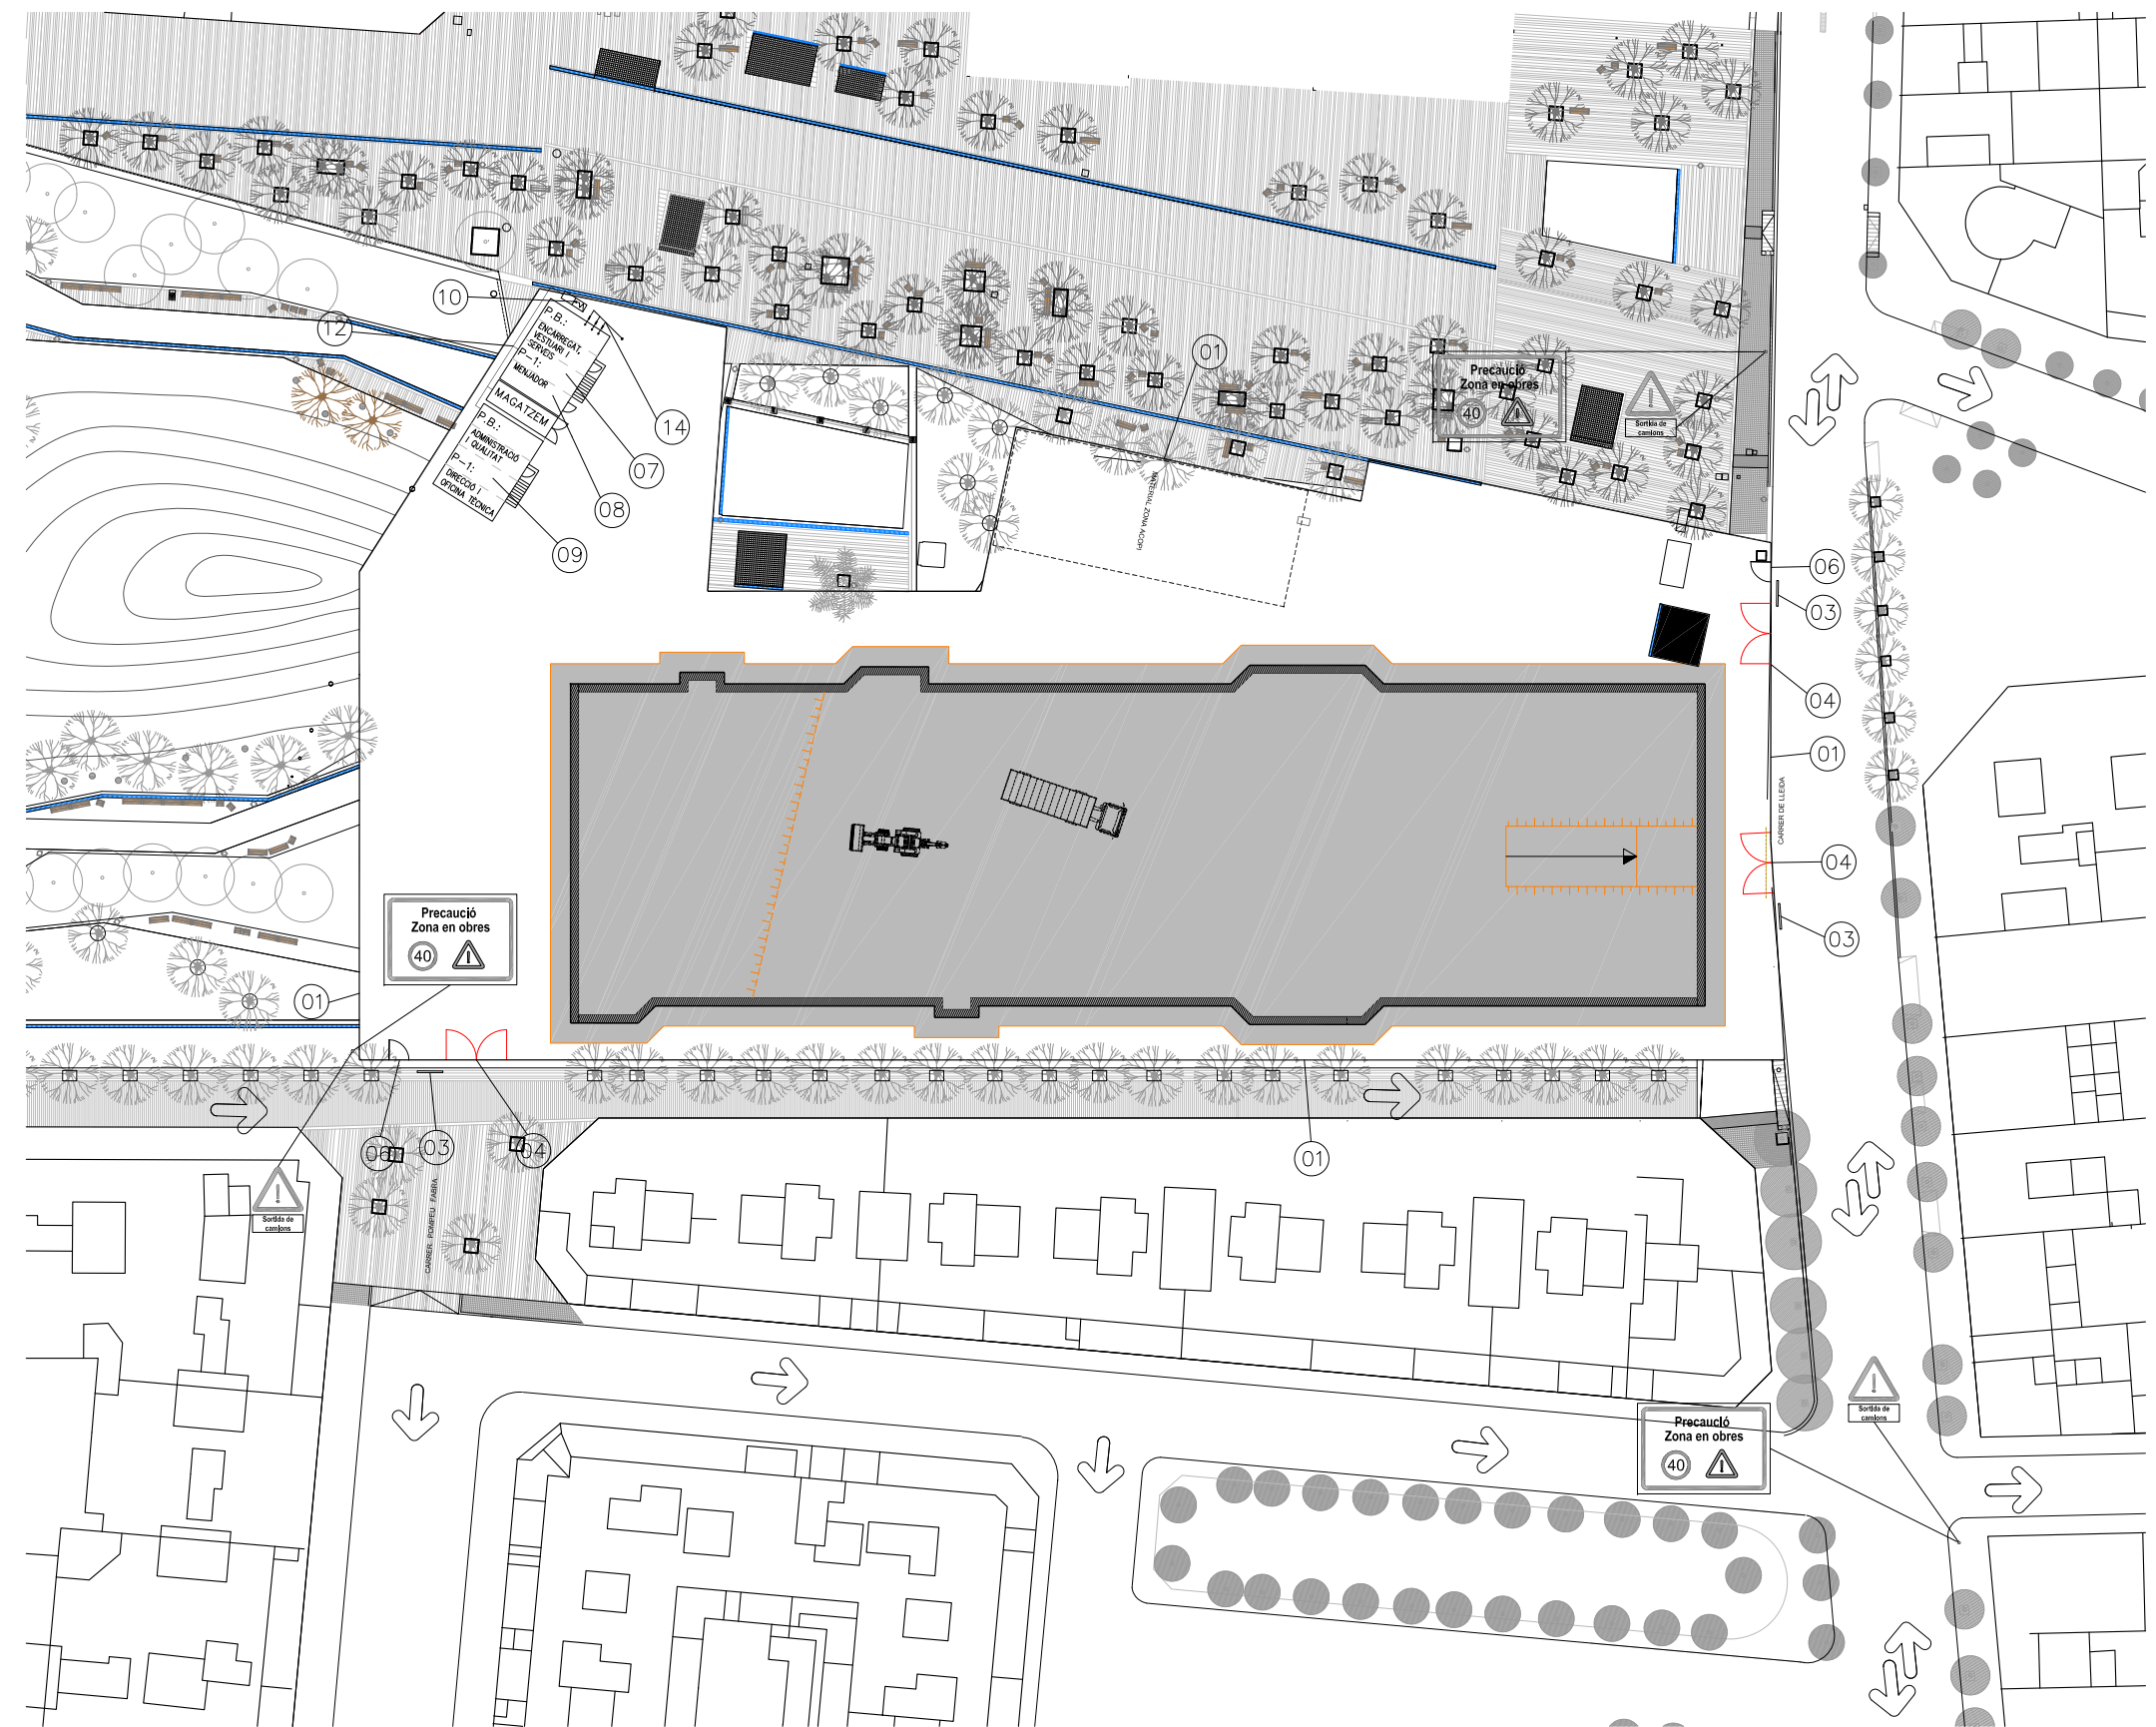 10
12
P.B.:
ENCARREGAT,
VESTUARI I
SERVEIS
P-1:
MENJADOR
MAGATZEM
P.B.:
ADMINISTRACIÓ
I QUALITAT
P-1:
DIRECCIÓ I
OFICINA TÈCNICA
14
07
08
09
01
MATERIAL ZONA ACOPI
Precaució
Zona en obres
40
!
!
Sortida de
camions
06
03
04
01
CARRER DE LLEIDA
04
03
Precaució
Zona en obres
40
!
01
06
03
04
01
!
Sortida de
camions
CARRER POMPEU FABRA
!
Sortida de
camions
Precaució
Zona en obres
40
!